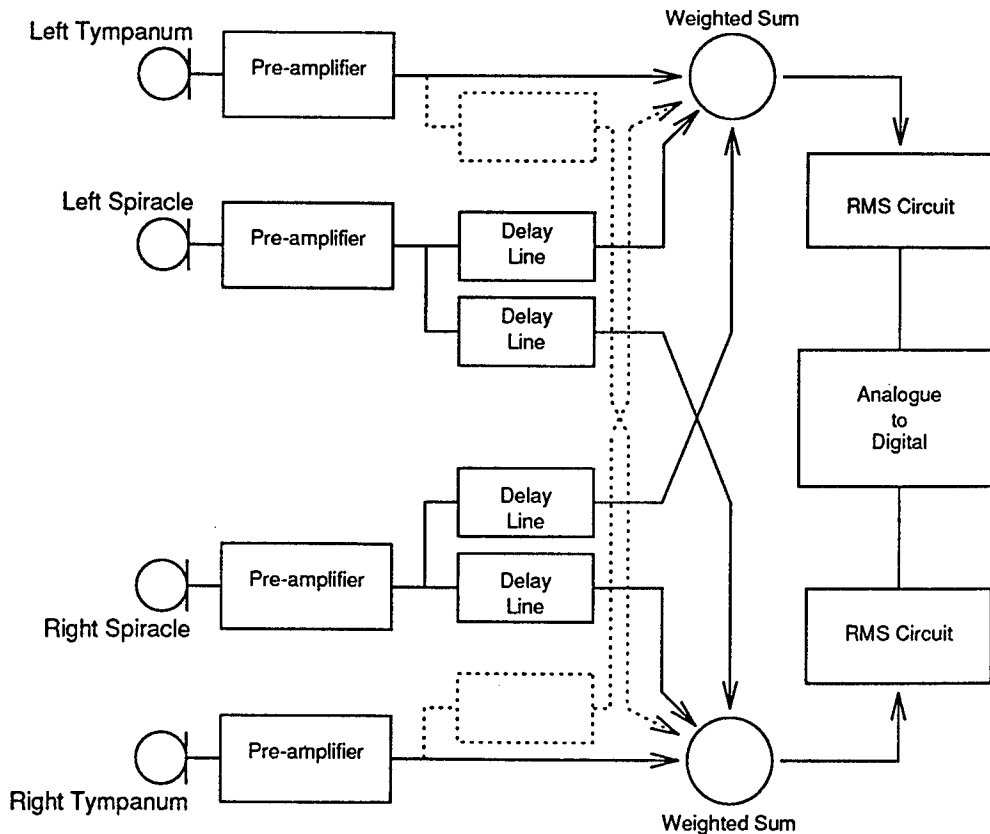 Weighted Sum
Left Tympanum
Pre-amplifier
Left Spiracle
Pre-amplifier
Delay
Line
Delay
Line
RMS Circuit
Analogue
to
Digital
Delay
Line
Pre-amplifier
Delay
Line
Right Spiracle
RMS Circuit
Pre-amplifier
Right Tympanum
Weighted Sum